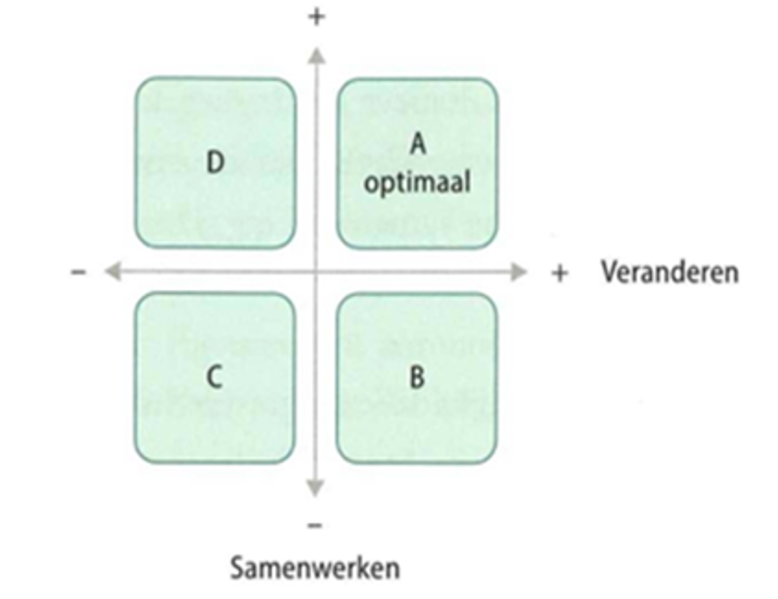 +
D
A
optimaal
–
+ Veranderen
C
B
–
Samenwerken